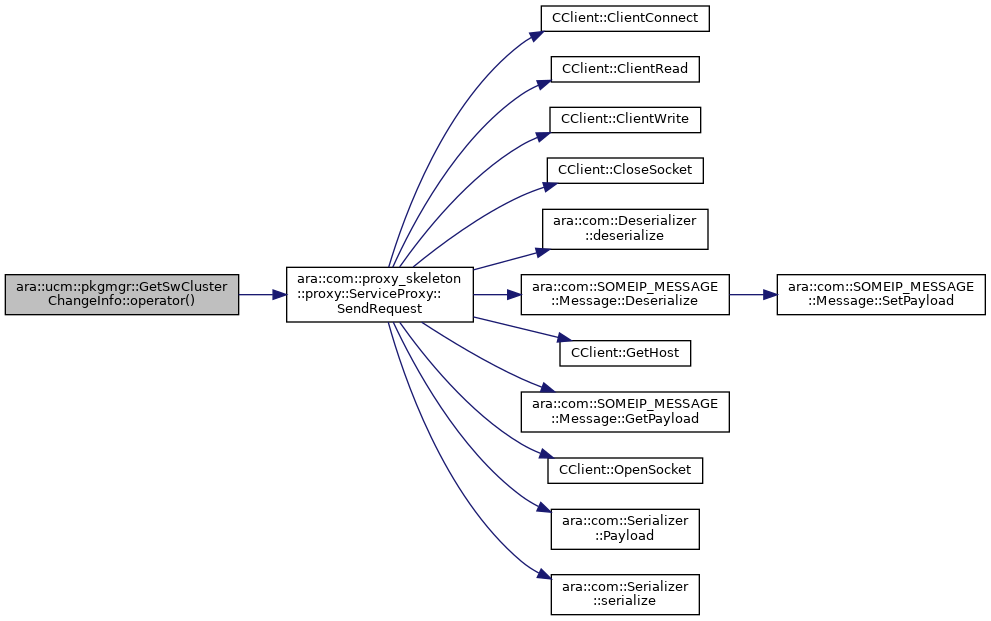 ara::ucm::pkgmgr::GetSwCluster
ChangeInfo::operator()
ara::com::proxy_skeleton
::proxy::ServiceProxy::
SendRequest
CClient::ClientConnect
CClient::ClientRead
CClient::ClientWrite
CClient::CloseSocket
ara::com::Deserializer
::deserialize
ara::com::SOMEIP_MESSAGE
::Message::Deserialize
ara::com::SOMEIP_MESSAGE
::Message::SetPayload
CClient::GetHost
ara::com::SOMEIP_MESSAGE
::Message::GetPayload
CClient::OpenSocket
ara::com::Serializer
::Payload
ara::com::Serializer
::serialize